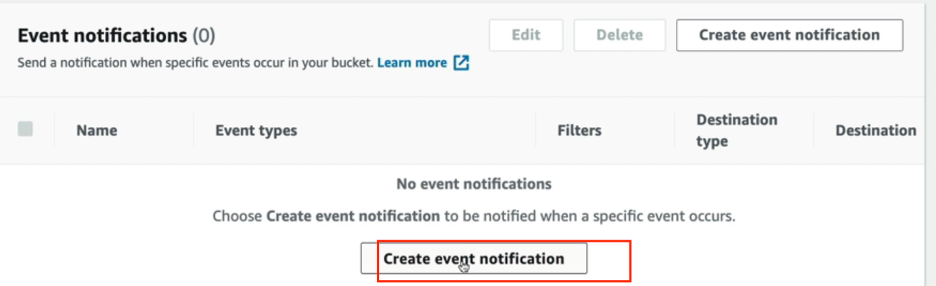 Event notifications (0)
Edit
Delete
Create event notification
Send a notification when specific events occur in your bucket. Learn more
Name
Event types
Filters
Destination
type
Destination
No event notifications
Choose Create event notification to be notified when a specific event occurs.
Create event notification